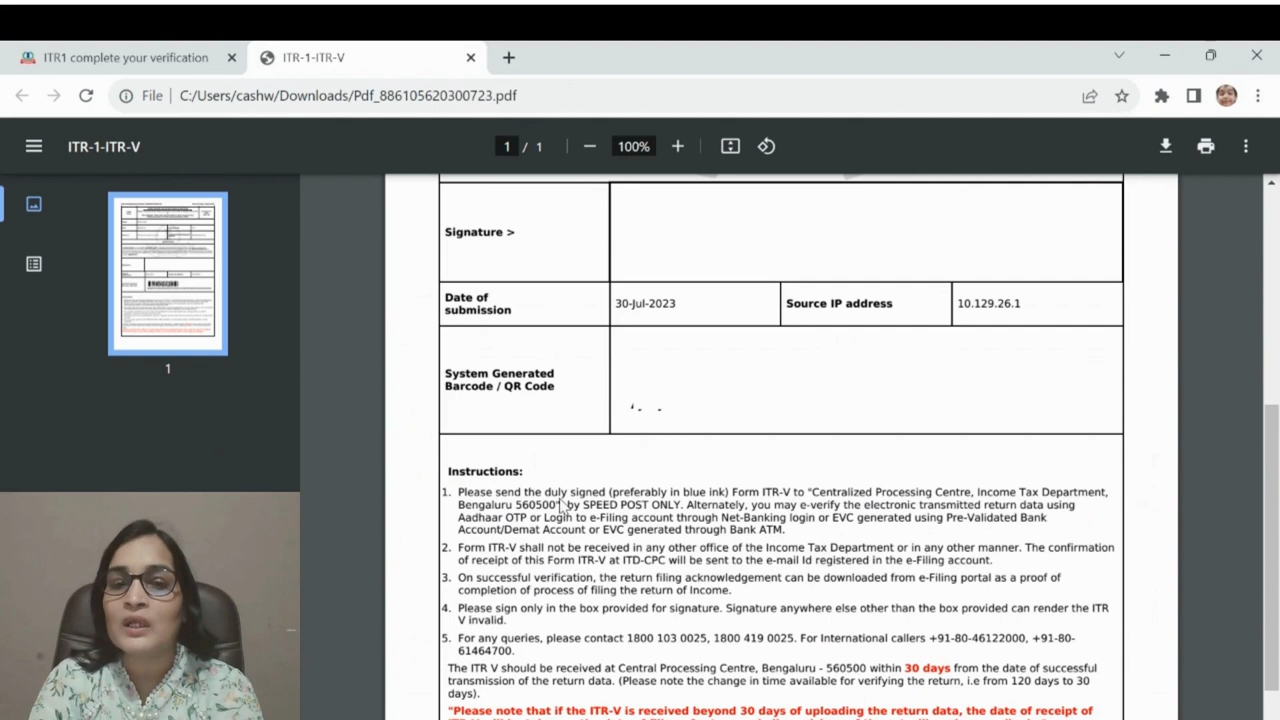 ITR1 complete your verification
ITR-1-ITR-V
File
C:/Users/cashw/Downloads/Pdf_886105620300723.pdf
ITR-1-ITR-V
1 / 1
100%
1
Signature >
Date of
submission
30-Jul-2023
Source IP address
10.129.26.1
System Generated
Barcode / QR Code
Instructions:
1. Please send the duly signed (preferably in blue ink) Form ITR-V to "Centralized Processing Centre, Income Tax Department,
Bengaluru 560500" by SPEED POST ONLY. Alternately, you may e-verify the electronic transmitted return data using
Aadhaar OTP or Login to e-Filing account through Net-Banking login or EVC generated using Pre-Validated Bank
Account/Demat Account or EVC generated through Bank ATM.
2. Form ITR-V shall not be received in any other office of the Income Tax Department or in any other manner. The confirmation
of receipt of this Form ITR-V at ITD-CPC will be sent to the e-mail Id registered in the e-Filing account.
3. On successful verification, the return filing acknowledgement can be downloaded from e-Filing portal as a proof of
completion of process of filing the return of Income.
4. Please sign only in the box provided for signature. Signature anywhere else other than the box provided can render the ITR
V invalid.
5. For any queries, please contact 1800 103 0025, 1800 419 0025. For International callers +91-80-46122000, +91-80-
61464700.
The ITR V should be received at Central Processing Centre, Bengaluru - 560500 within 30 days from the date of successful
transmission of the return data. (Please note the change in time available for verifying the return, i.e from 120 days to 30
days).
"Please note that if the ITR-V is received beyond 30 days of uploading the return data, the date of receipt of